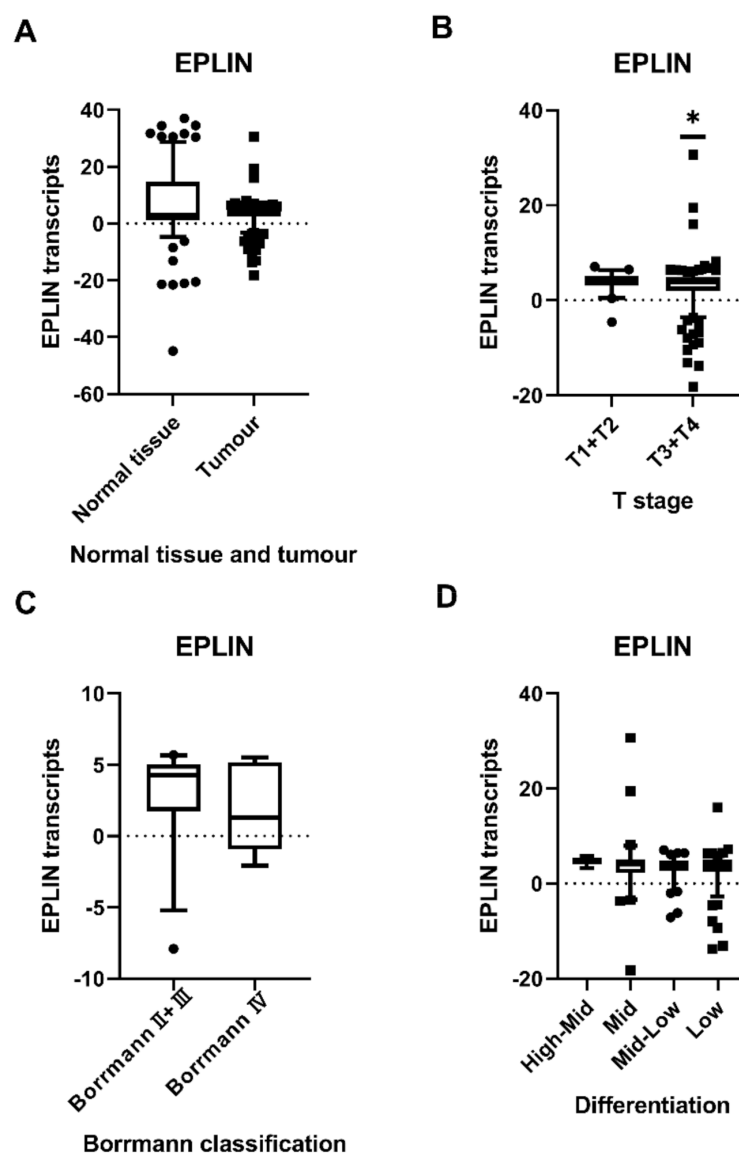 A
EPLIN
EPLIN transcripts
40
20
0
-20
-40
-60
Normal tissue
Tumour
Normal tissue and tumour
B
EPLIN
*
EPLIN transcripts
40
20
0
-20
T1+T2
T3+T4
T stage
C
EPLIN
EPLIN transcripts
10
5
0
-5
-10
Borrmann Ⅱ+Ⅲ
Borrmann Ⅳ
Borrmann classification
D
EPLIN
EPLIN transcripts
40
20
0
-20
High-Mid
Mid
Mid-Low
Low
Differentiation